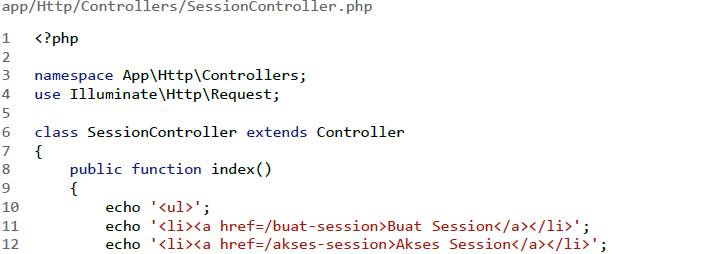 app/Http/Controllers/SessionController.php
1 <?php
2
3 namespace App\Http\Controllers;
4 use Illuminate\Http\Request;
5
6 class SessionController extends Controller
7 {
8     public function index()
9     {
10         echo '<ul>';
11         echo '<li><a href=/buat-session>Buat Session</a></li>';
12         echo '<li><a href=/akses-session>Akses Session</a></li>';